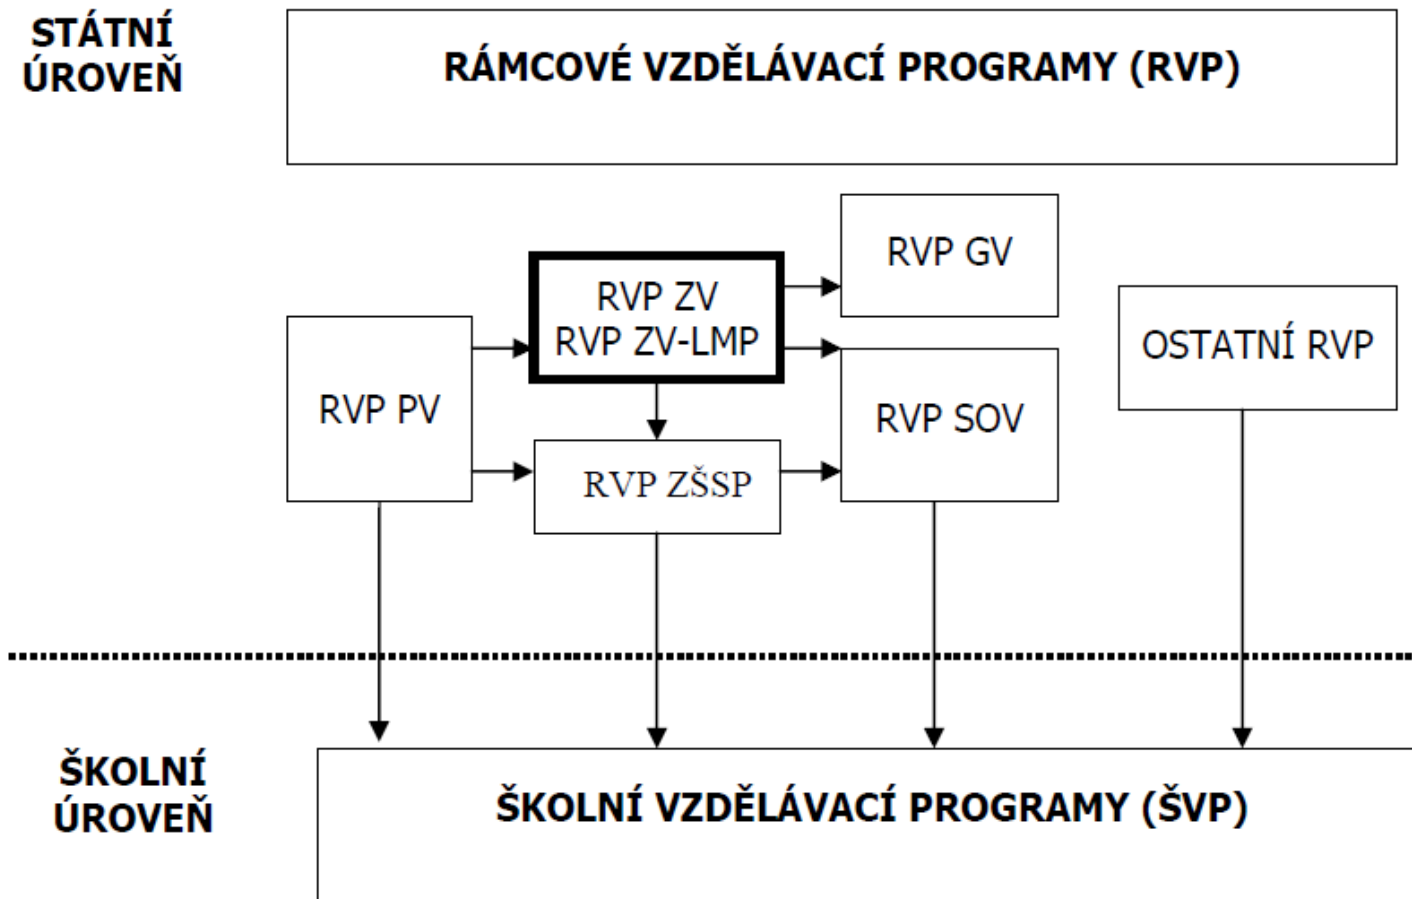 STÁTNÍ
ÚROVEŇ
RÁMCOVÉ VZDĚLÁVACÍ PROGRAMY (RVP)
RVP GV
RVP ZV
RVP ZV-LMP
OSTATNÍ RVP
RVP PV
RVP SOV
RVP ZŠSP
ŠKOLNÍ
ÚROVEŇ
ŠKOLNÍ VZDĚLÁVACÍ PROGRAMY (ŠVP)